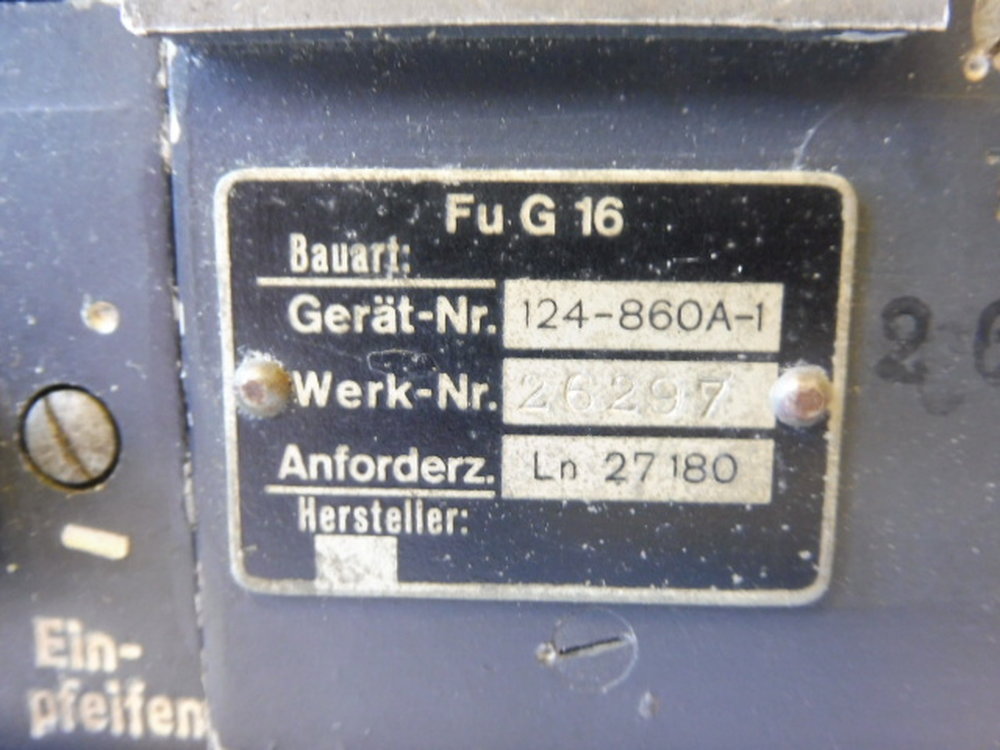 Fu G 16
Bauart:
Gerät-Nr. 124-860A-1
Werk-Nr. 26297
Anforderz. Ln 27180
Hersteller:
Ein-
pfeifen